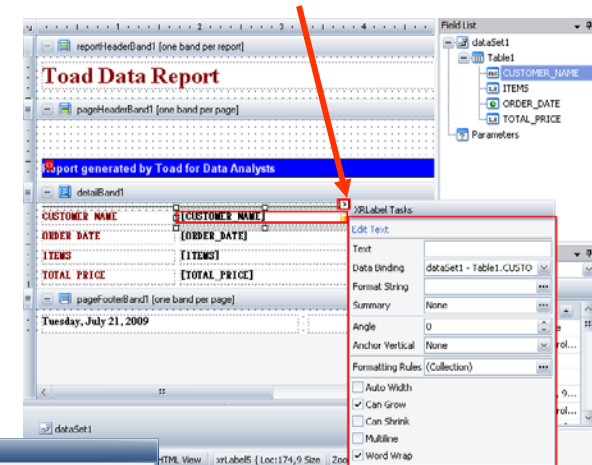 Field List
reportHeaderBand1 [one band per report]
dataSet1
Table1
Toad Data Report
CUSTOMER_NAME
ITEMS
ORDER_DATE
TOTAL_PRICE
pageHeaderBand1 [one band per page]
Parameters
port generated by Toad for Data Analysts
detailBand1
XRLabel Tasks
CUSTOMER NAME [CUSTOMER NAME]
Edit Text
ORDER DATE [ORDER_DATE]
Text
ITEMS [ITEMS]
Data Binding dataSet1 - Table1.CUSTO
Format String
TOTAL PRICE [TOTAL_PRICE]
Summary None
pageFooterBand1 [one band per page]
Angle 0
Tuesday, July 21, 2009
Anchor Vertical None
Formatting Rules (Collection)
Auto Width
Can Grow
Can Shrink
dataSet1
Multiline
HTML View xrLabel5 { Loc:174,9 Size Zoo
Word Wrap